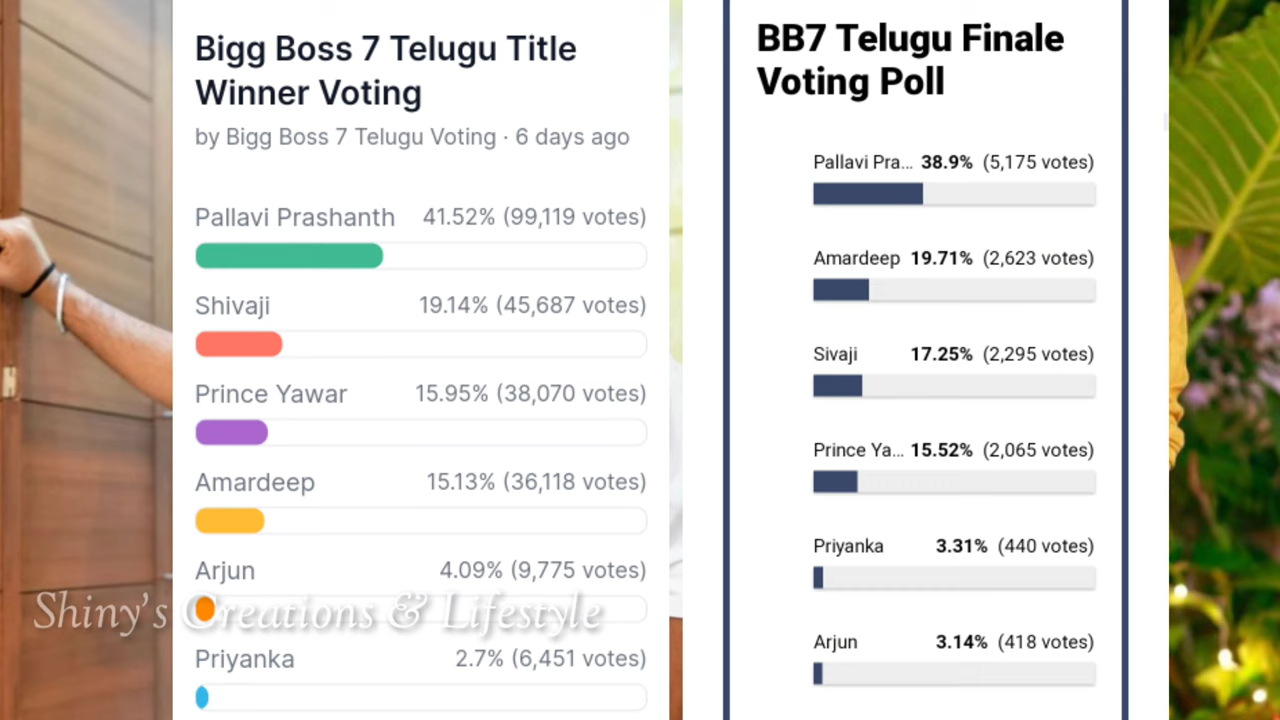 Bigg Boss 7 Telugu Title
Winner Voting
by Bigg Boss 7 Telugu Voting · 6 days ago
Pallavi Prashanth 41.52% (99,119 votes)
Shivaji 19.14% (45,687 votes)
Prince Yawar 15.95% (38,070 votes)
Amardeep 15.13% (36,118 votes)
Arjun 4.09% (9,775 votes)
Shiny's Creations & Lifestyle
Priyanka 2.7% (6,451 votes)
BB7 Telugu Finale
Voting Poll
Pallavi Pra... 38.9% (5,175 votes)
Amardeep 19.71% (2,623 votes)
Sivaji 17.25% (2,295 votes)
Prince Ya... 15.52% (2,065 votes)
Priyanka 3.31% (440 votes)
Arjun 3.14% (418 votes)